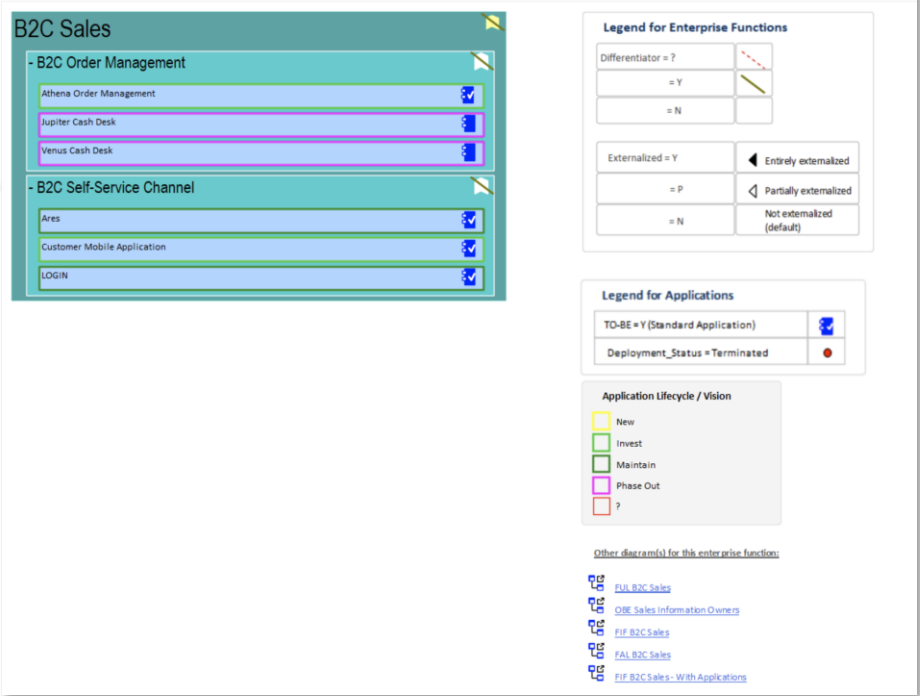 B2C Sales
- B2C Order Management
Athena Order Management
Jupiter Cash Desk
Venus Cash Desk
- B2C Self-Service Channel
Ares
Customer Mobile Application
LOGIN
Legend for Enterprise Functions
Differentiator = ?
= Y
= N
Externalized = Y
Entirely externalized
= P
Partially externalized
= N
Not externalized
(default)
Legend for Applications
TO-BE = Y (Standard Application)
Deployment_Status = Terminated
Application Lifecycle / Vision
New
Invest
Maintain
Phase Out
?
Other diagram(s) for this enterprise function:
FUL B2C Sales
OBE Sales Information Owners
FIF B2C Sales
FAL B2C Sales
FIF B2C Sales - With Applications